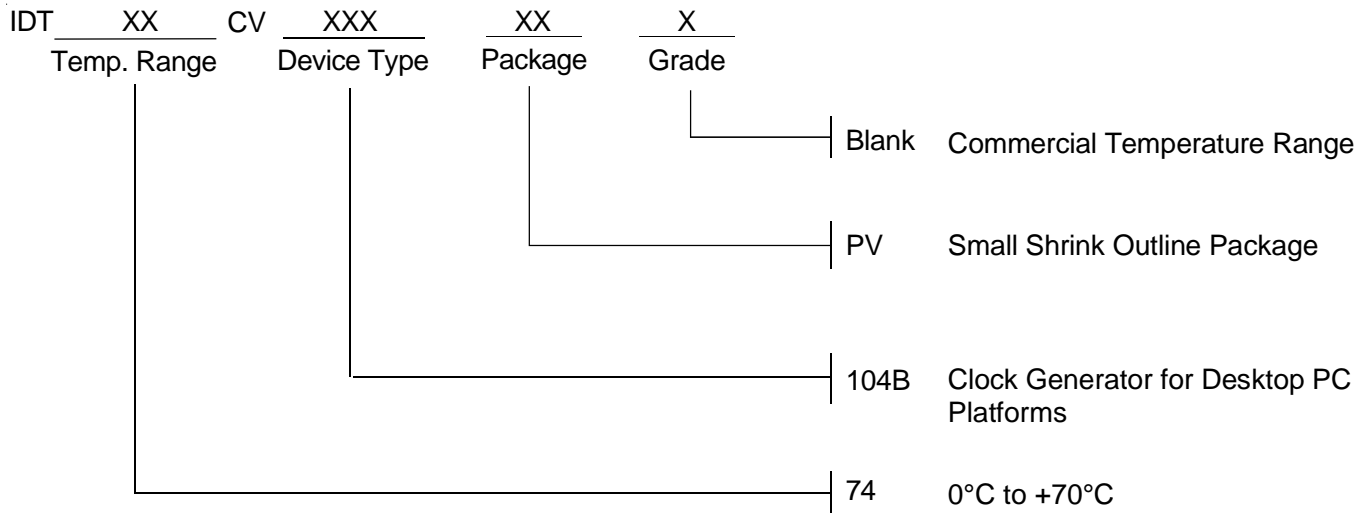 IDT XX CV XXX XX X
Temp. Range Device Type Package Grade
Blank Commercial Temperature Range
PV Small Shrink Outline Package
104B Clock Generator for Desktop PC
Platforms
74 0°C to +70°C